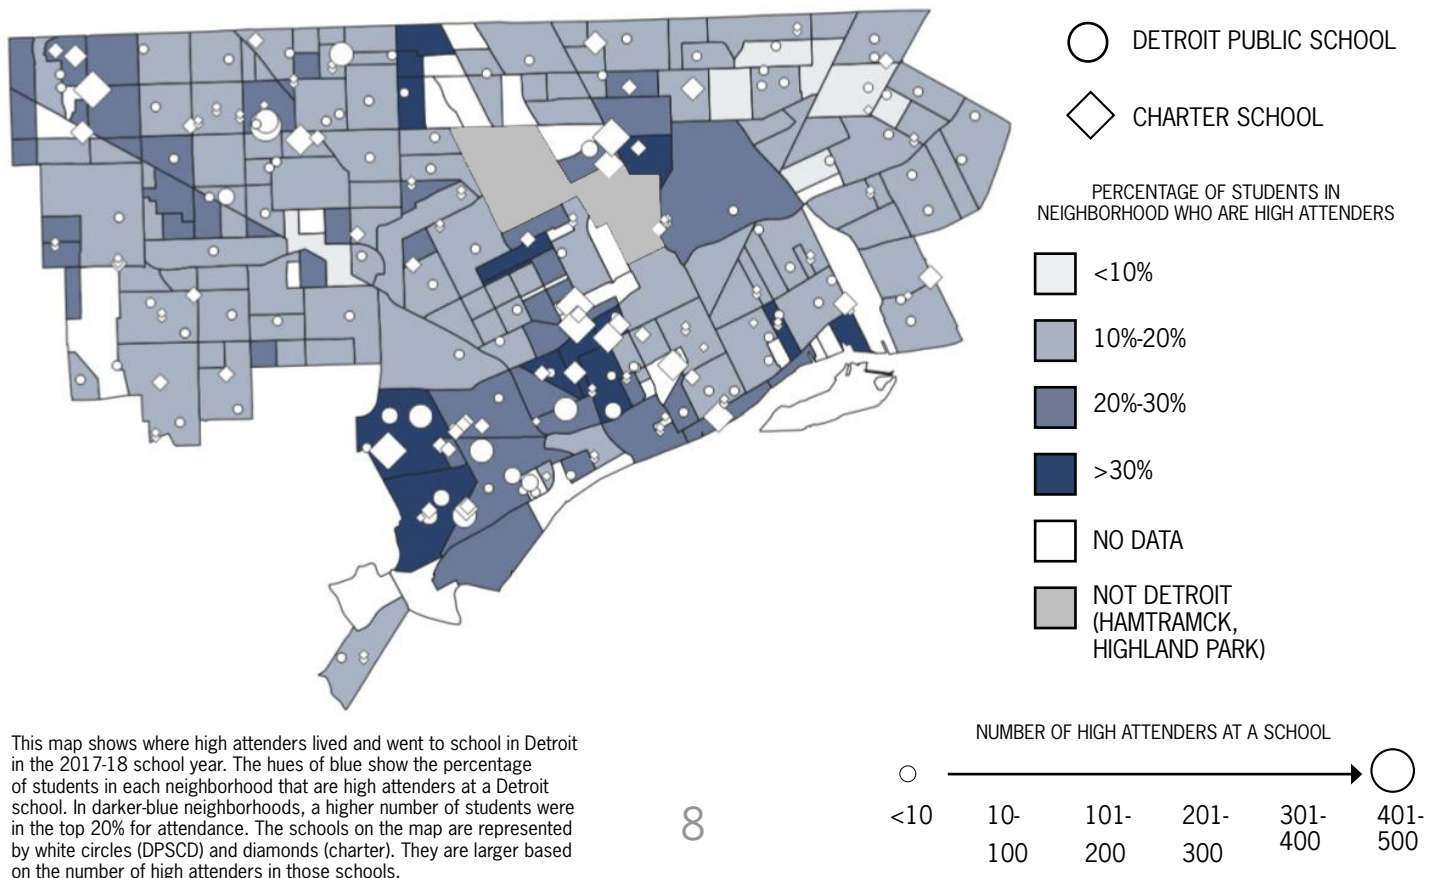 DETROIT PUBLIC SCHOOL
CHARTER SCHOOL
PERCENTAGE OF STUDENTS IN
NEIGHBORHOOD WHO ARE HIGH ATTENDERS
<10%
10%-20%
20%-30%
>30%
NO DATA
NOT DETROIT
(HAMTRAMCK,
HIGHLAND PARK)
This map shows where high attenders lived and went to school in Detroit
in the 2017-18 school year. The hues of blue show the percentage
of students in each neighborhood that are high attenders at a Detroit
school. In darker-blue neighborhoods, a higher number of students were
in the top 20% for attendance. The schools on the map are represented
by white circles (DPSCD) and diamonds (charter). They are larger based
on the number of high attenders in those schools.
8
NUMBER OF HIGH ATTENDERS AT A SCHOOL
<10 10- 101- 201- 301- 401-
100 200 300 400 500